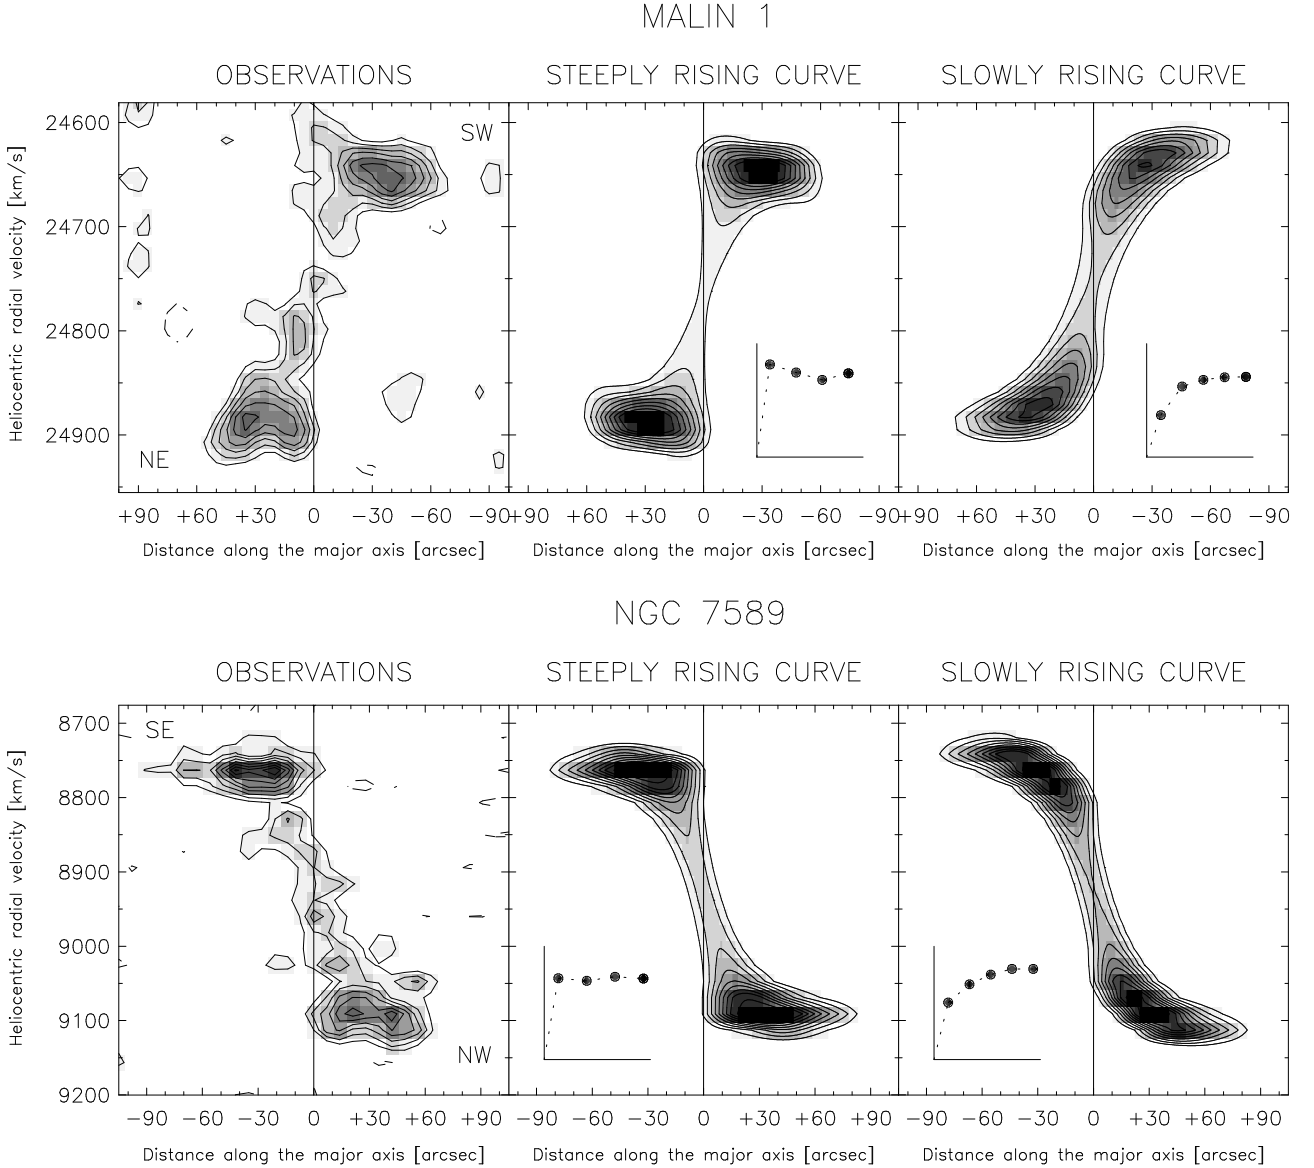 MALIN 1
OBSERVATIONS STEEPLY RISING CURVE SLOWLY RISING CURVE
Heliocentric radial velocity [km/s]
24600
24700
24800
24900
SW
NE
+90 +60 +30 0 −30 −60 −90 +90 +60 +30 0 −30 −60 −90 +90 +60 +30 0 −30 −60 −90
Distance along the major axis [arcsec] Distance along the major axis [arcsec] Distance along the major axis [arcsec]
NGC 7589
OBSERVATIONS STEEPLY RISING CURVE SLOWLY RISING CURVE
Heliocentric radial velocity [km/s]
8700
8800
8900
9000
9100
9200
SE
NW
−90 −60 −30 0 +30 +60 +90 −90 −60 −30 0 +30 +60 +90 −90 −60 −30 0 +30 +60 +90
Distance along the major axis [arcsec] Distance along the major axis [arcsec] Distance along the major axis [arcsec]